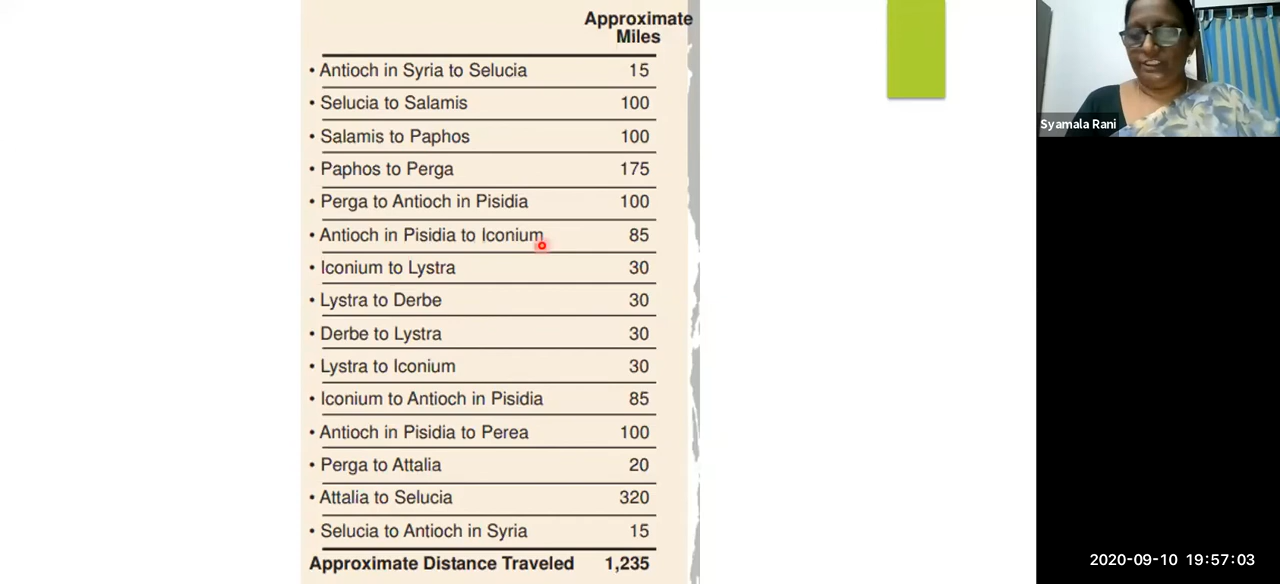 Approximate
Miles
• Antioch in Syria to Selucia 15
• Selucia to Salamis 100
• Salamis to Paphos 100
• Paphos to Perga 175
• Perga to Antioch in Pisidia 100
• Antioch in Pisidia to Iconium 85
• Iconium to Lystra 30
• Lystra to Derbe 30
• Derbe to Lystra 30
• Lystra to Iconium 30
• Iconium to Antioch in Pisidia 85
• Antioch in Pisidia to Perea 100
• Perga to Attalia 20
• Attalia to Selucia 320
• Selucia to Antioch in Syria 15
Approximate Distance Traveled 1,235
Syamala Rani
2020-09-10 19:57:03